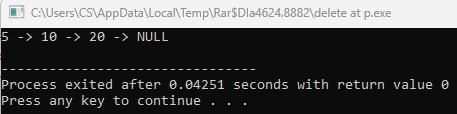 C:\Users\CS\AppData\Local\Temp\Rar$DIa4624.8882\delete at p.exe
5 -> 10 -> 20 -> NULL
--------------------------------
Process exited after 0.04251 seconds with return value 0
Press any key to continue . . .